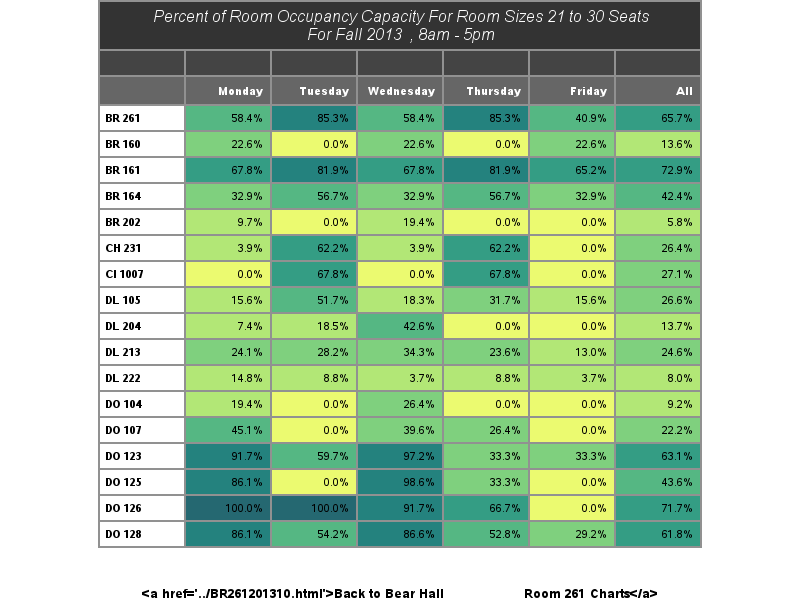 Percent of Room Occupancy Capacity For Room Sizes 21 to 30 Seats
For Fall 2013 , 8am - 5pm
Monday Tuesday Wednesday Thursday Friday All
BR 261 58.4% 85.3% 58.4% 85.3% 40.9% 65.7%
BR 160 22.6% 0.0% 22.6% 0.0% 22.6% 13.6%
BR 161 67.8% 81.9% 67.8% 81.9% 65.2% 72.9%
BR 164 32.9% 56.7% 32.9% 56.7% 32.9% 42.4%
BR 202 9.7% 0.0% 19.4% 0.0% 0.0% 5.8%
CH 231 3.9% 62.2% 3.9% 62.2% 0.0% 26.4%
CI 1007 0.0% 67.8% 0.0% 67.8% 0.0% 27.1%
DL 105 15.6% 51.7% 18.3% 31.7% 15.6% 26.6%
DL 204 7.4% 18.5% 42.6% 0.0% 0.0% 13.7%
DL 213 24.1% 28.2% 34.3% 23.6% 13.0% 24.6%
DL 222 14.8% 8.8% 3.7% 8.8% 3.7% 8.0%
DO 104 19.4% 0.0% 26.4% 0.0% 0.0% 9.2%
DO 107 45.1% 0.0% 39.6% 26.4% 0.0% 22.2%
DO 123 91.7% 59.7% 97.2% 33.3% 33.3% 63.1%
DO 125 86.1% 0.0% 98.6% 33.3% 0.0% 43.6%
DO 126 100.0% 100.0% 91.7% 66.7% 0.0% 71.7%
DO 128 86.1% 54.2% 86.6% 52.8% 29.2% 61.8%
<a href='../BR261201310.html'>Back to Bear Hall Room 261 Charts</a>